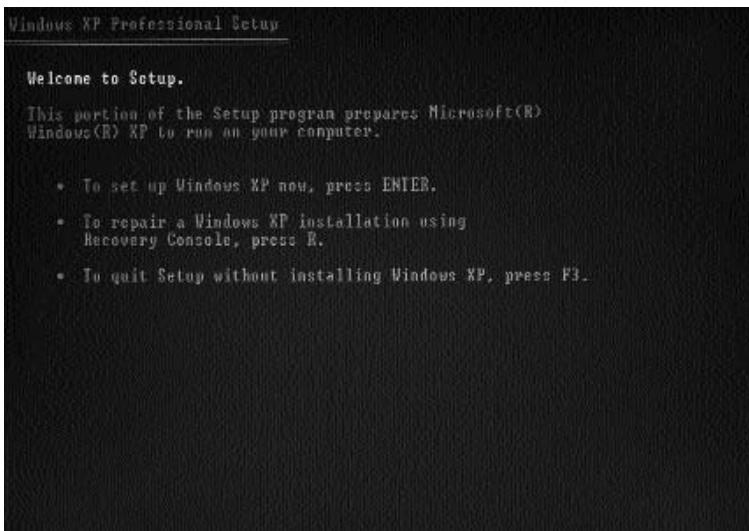 Windows XP Professional Setup
Welcome to Setup.
This portion of the Setup program prepares Microsoft(R)
Windows(R) XP to run on your computer.
• To set up Windows XP now, press ENTER.
• To repair a Windows XP installation using
Recovery Console, press R.
• To quit Setup without installing Windows XP, press F3.